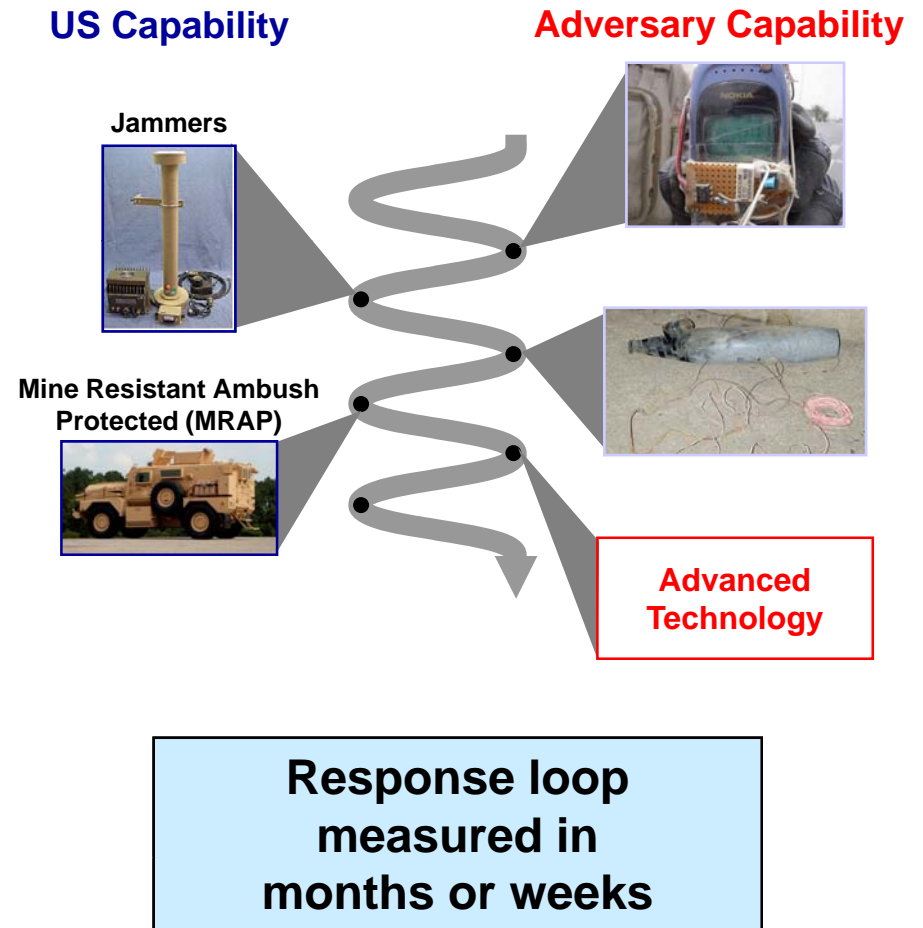 US Capability
Adversary Capability
NOKIA
Jammers
Mine Resistant Ambush
Protected (MRAP)
Advanced
Technology
Response loop
measured in
months or weeks